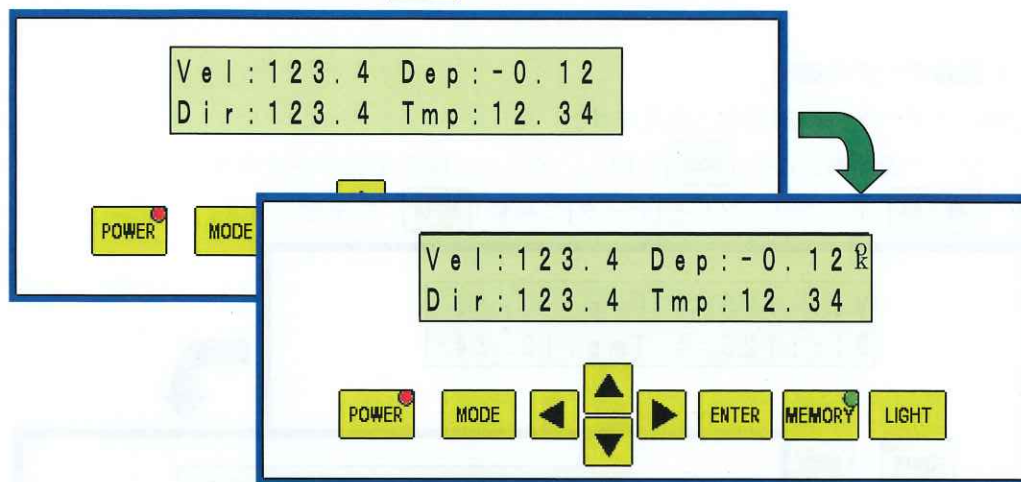 Vel:123.4 Dep:-0.12
Dir:123.4 Tmp:12.34
POWER MODE
Vel:123.4 Dep:-0.12 Ok
Dir:123.4 Tmp:12.34
POWER MODE ENTER MEMORY LIGHT